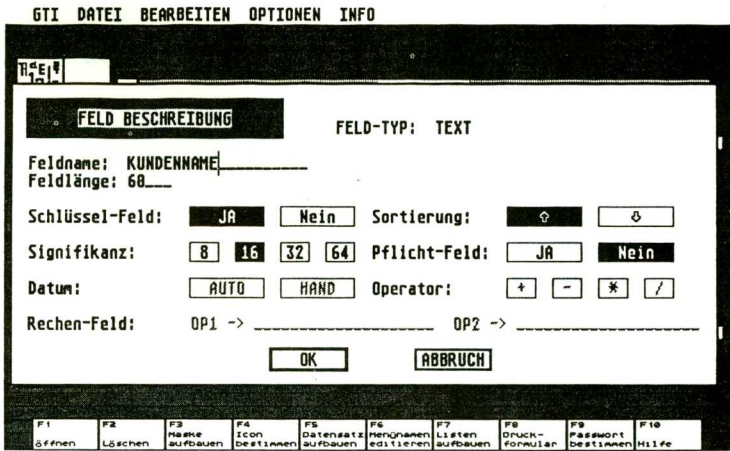 GTI DATEI BEARBEITEN OPTIONEN INFO
FELD BESCHREIBUNG
FELD-TYP: TEXT
Feldname: KUNDENNAME
Feldlänge: 60
Schlüssel-Feld: JA Nein Sortierung: ⇧ ⇩
Signifikanz: 8 16 32 64 Pflicht-Feld: JA Nein
Datum: AUTO HAND Operator: + - * /
Rechen-Feld: OP1 -> OP2 ->
OK ABBRUCH
F1 F2 F3 F4 F5 F6 F7 F8 F9 F10
öffnen Löschen Maske aufbauen Icon bestimmen Datensatz aufbauen Menünamen editieren Listen aufbauen Druck-formular Passwort bestimmen Hilfe